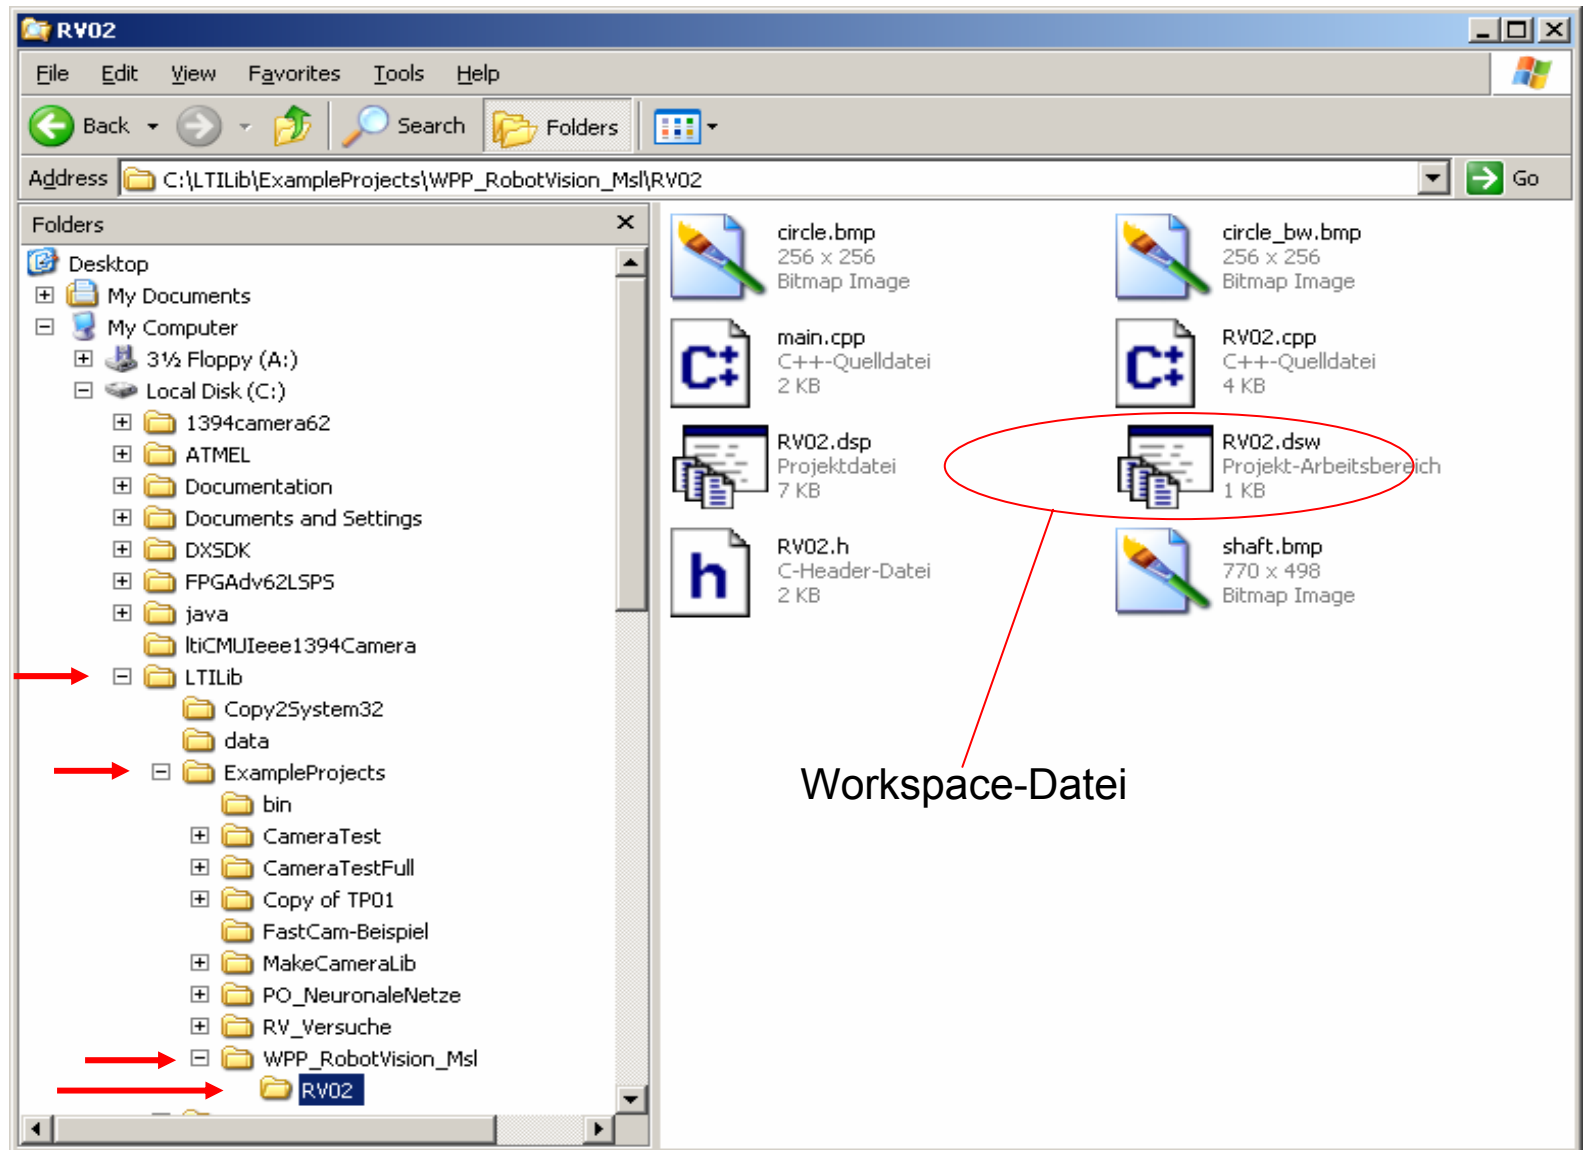 RV02
File Edit View Favorites Tools Help
Back Search Folders
Address C:\LTILib\ExampleProjects\WPP_RobotVision_Msl\RV02 Go
Folders
Desktop
My Documents
My Computer
3½ Floppy (A:)
Local Disk (C:)
1394camera62
ATMEL
Documentation
Documents and Settings
DXSDK
FPGAdv62LSPS
java
ltiCMUIeee1394Camera
LTILib
Copy2System32
data
ExampleProjects
bin
CameraTest
CameraTestFull
Copy of TP01
FastCam-Beispiel
MakeCameraLib
PO_NeuronaleNetze
RV_Versuche
WPP_RobotVision_Msl
RV02
circle.bmp
256 x 256
Bitmap Image
circle_bw.bmp
256 x 256
Bitmap Image
main.cpp
C++-Quelldatei
2 KB
RV02.cpp
C++-Quelldatei
4 KB
RV02.dsp
Projektdatei
7 KB
RV02.dsw
Projekt-Arbeitsbereich
1 KB
RV02.h
C-Header-Datei
2 KB
shaft.bmp
770 x 498
Bitmap Image
Workspace-Datei